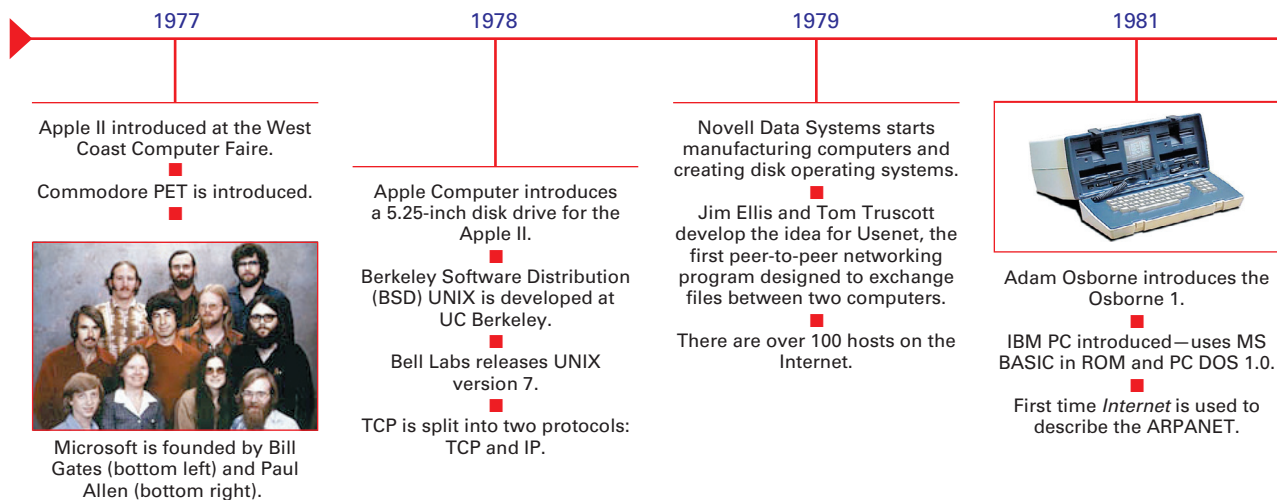 1977
Apple II introduced at the West
Coast Computer Faire.
Commodore PET is introduced.
Microsoft is founded by Bill
Gates (bottom left) and Paul
Allen (bottom right).
1978
Apple Computer introduces
a 5.25-inch disk drive for the
Apple II.
Berkeley Software Distribution
(BSD) UNIX is developed at
UC Berkeley.
Bell Labs releases UNIX
version 7.
TCP is split into two protocols:
TCP and IP.
1979
Novell Data Systems starts
manufacturing computers and
creating disk operating systems.
Jim Ellis and Tom Truscott
develop the idea for Usenet, the
first peer-to-peer networking
program designed to exchange
files between two computers.
There are over 100 hosts on the
Internet.
1981
Adam Osborne introduces the
Osborne 1.
IBM PC introduced—uses MS
BASIC in ROM and PC DOS 1.0.
First time Internet is used to
describe the ARPANET.